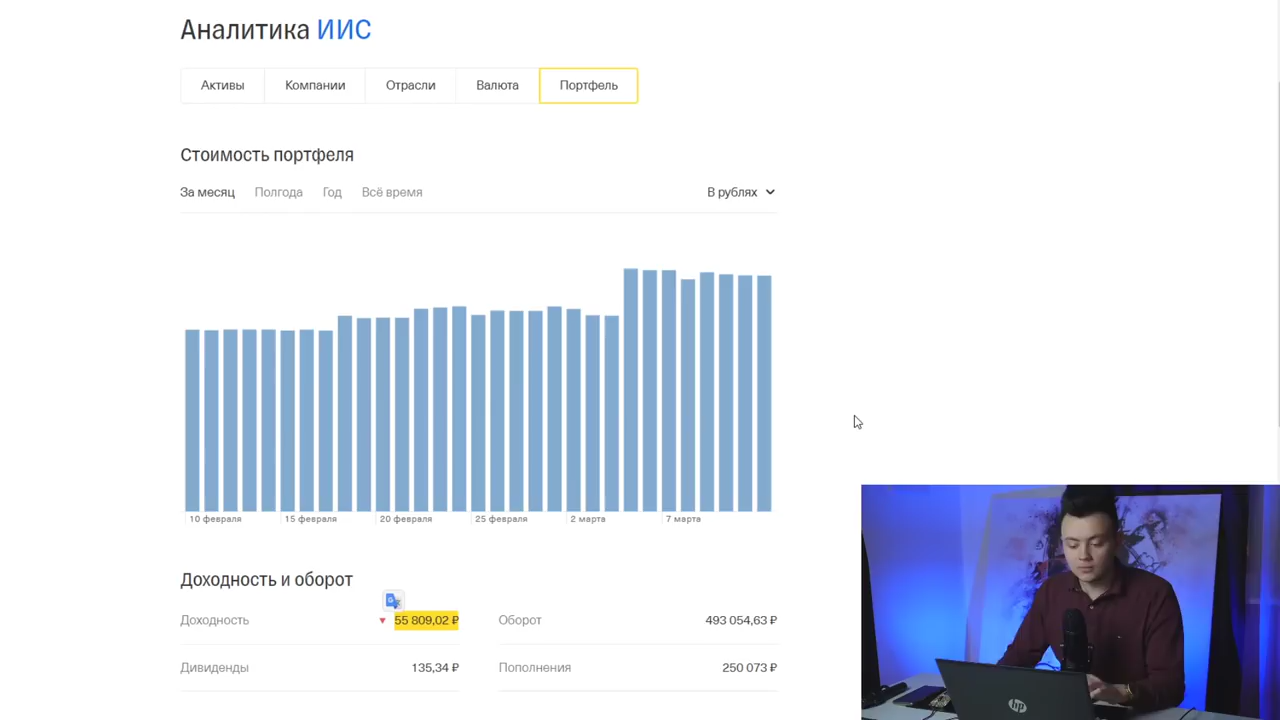 Аналитика ИИС
Активы Компании Отрасли Валюта Портфель
Стоимость портфеля
За месяц Полгода Год Всё время В рублях
10 февраля 15 февраля 20 февраля 25 февраля 2 марта 7 марта
Доходность и оборот
Доходность 55 809,02 ₽ Оборот 493 054,63 ₽
Дивиденды 135,34 ₽ Пополнения 250 073 ₽
hp